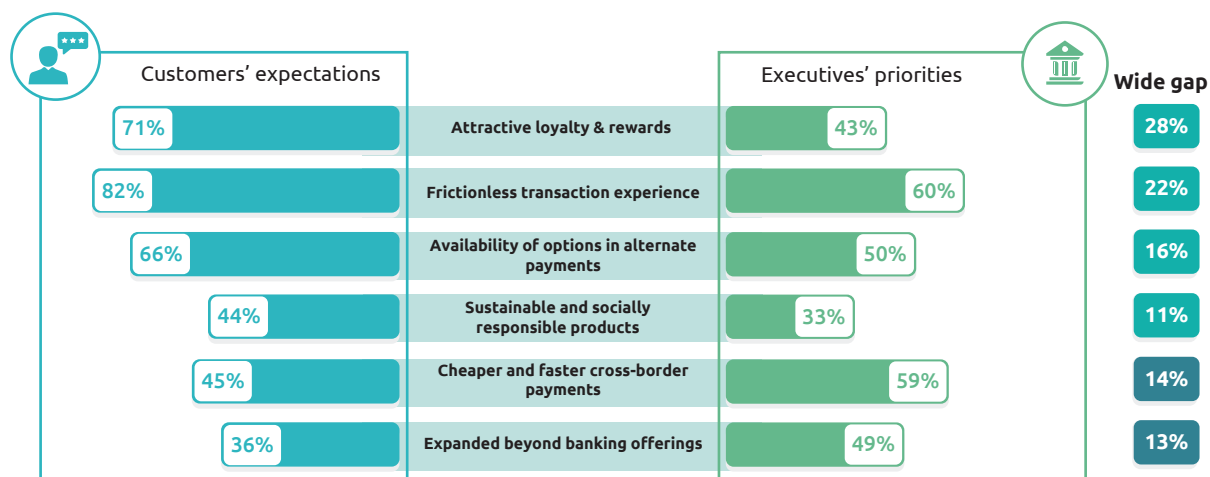 Customers’ expectations
Executives’ priorities
Wide gap
71%
Attractive loyalty & rewards
43%
28%
82%
Frictionless transaction experience
60%
22%
66%
Availability of options in alternate
payments
50%
16%
44%
Sustainable and socially
responsible products
33%
11%
45%
Cheaper and faster cross-border
payments
59%
14%
36%
Expanded beyond banking offerings
49%
13%